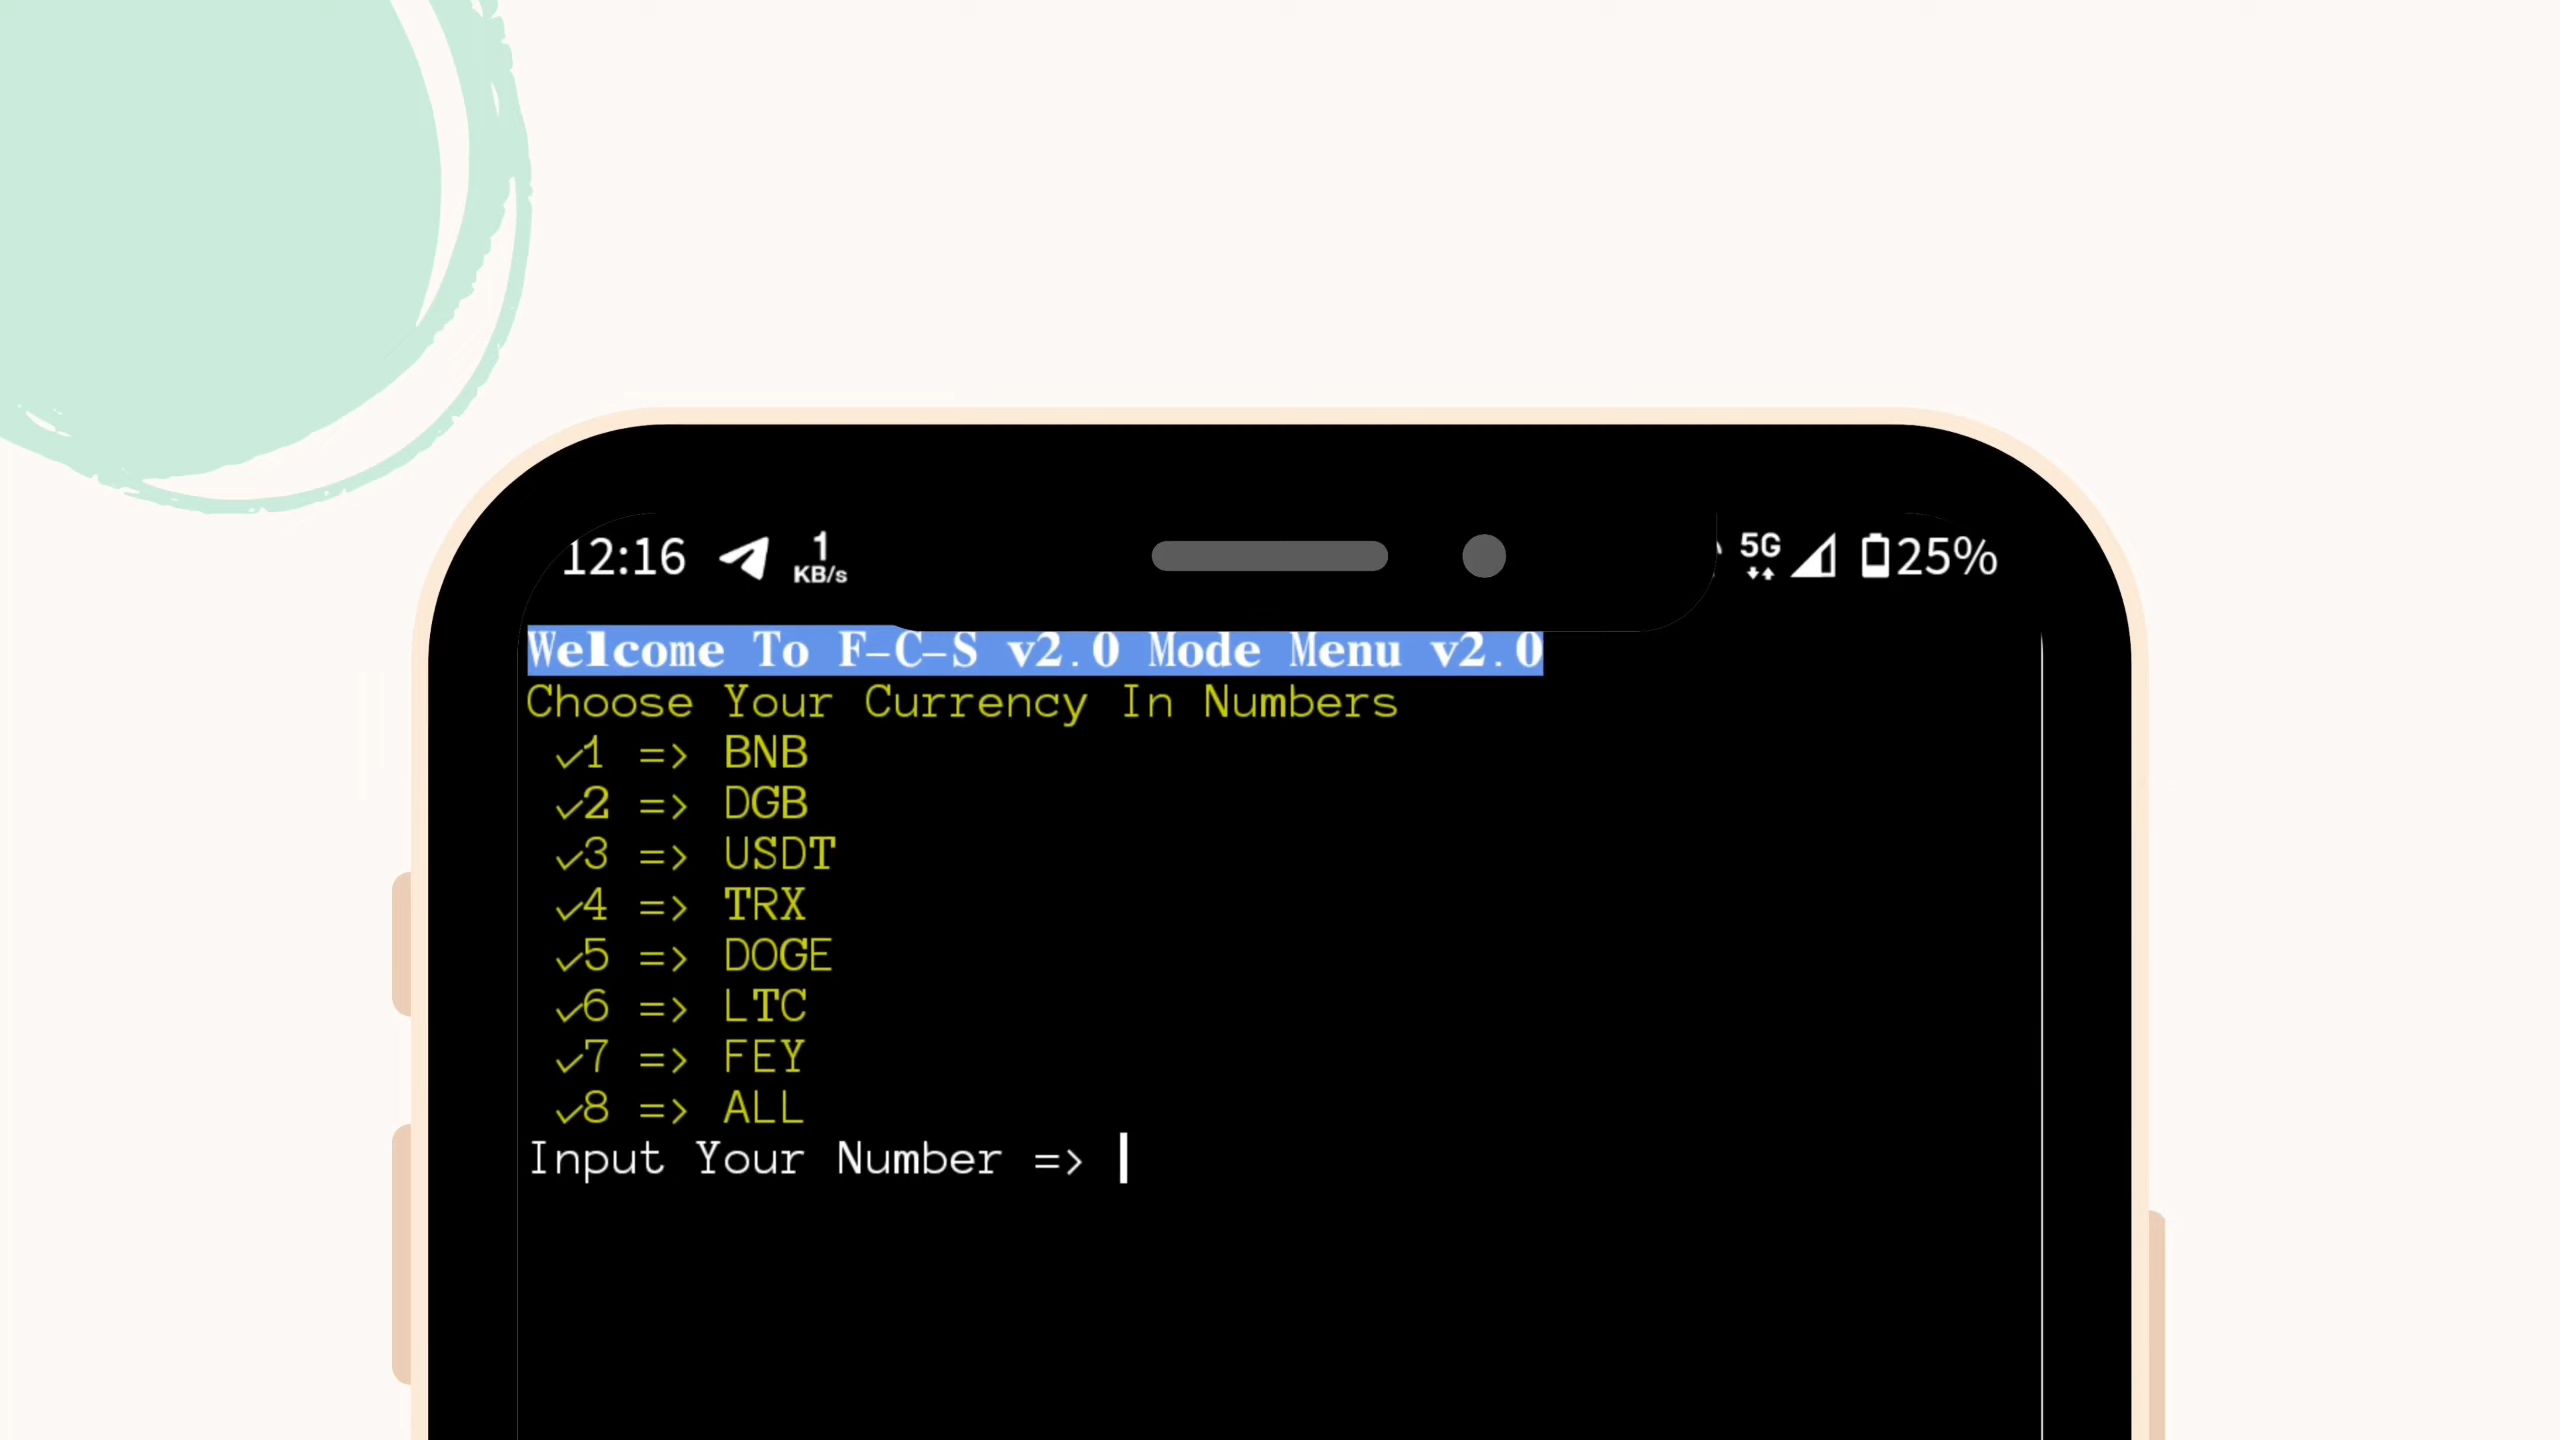 12:16 1 KB/s 5G 25%
Welcome To F-C-S v2.0 Mode Menu v2.0
Choose Your Currency In Numbers
✓1 => BNB
✓2 => DGB
✓3 => USDT
✓4 => TRX
✓5 => DOGE
✓6 => LTC
✓7 => FEY
✓8 => ALL
Input Your Number =>